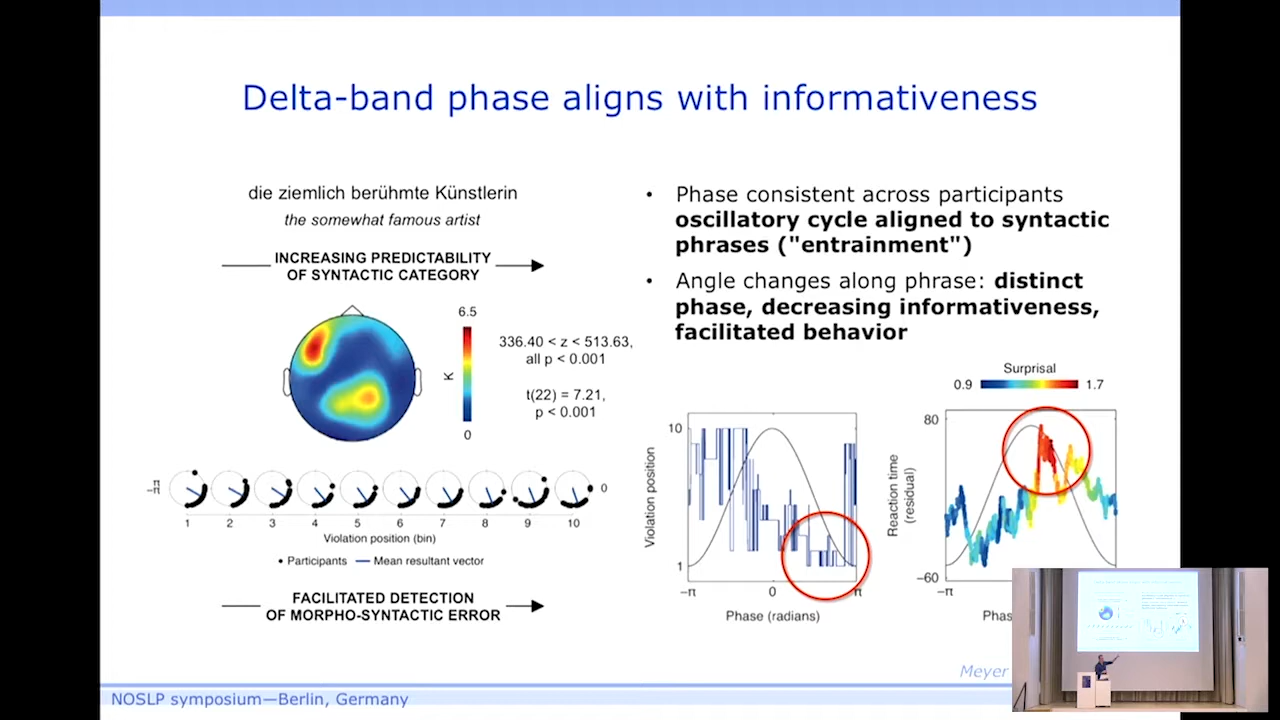 Delta-band phase aligns with informativeness
die ziemlich berühmte Künstlerin
the somewhat famous artist
INCREASING PREDICTABILITY
OF SYNTACTIC CATEGORY
6.5
K
0
336.40 < z < 513.63,
all p < 0.001
t(22) = 7.21,
p < 0.001
−π
0
1 2 3 4 5 6 7 8 9 10
Violation position (bin)
• Participants — Mean resultant vector
FACILITATED DETECTION
OF MORPHO-SYNTACTIC ERROR
• Phase consistent across participants
oscillatory cycle aligned to syntactic
phrases ("entrainment")
• Angle changes along phrase: distinct
phase, decreasing informativeness,
facilitated behavior
Surprisal
0.9 1.7
10
Violation position
1
−π 0 π
Phase (radians)
80
Reaction time
(residual)
−60
−π
Phas
Meyer
NOSLP symposium—Berlin, Germany